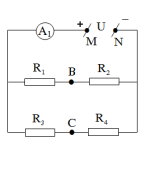 A₁ + U −
M N
B
R₁ R₂
C
R₃ R₄